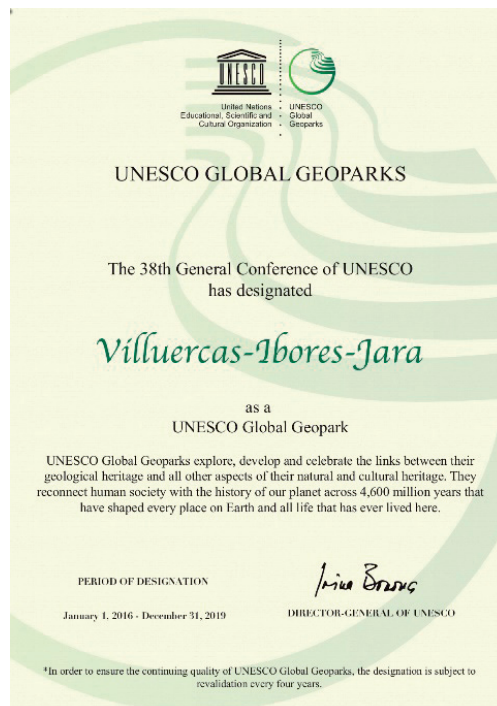 UNESCO
United Nations
Educational, Scientific and
Cultural Organization
UNESCO
Global
Geoparks
UNESCO GLOBAL GEOPARKS
The 38th General Conference of UNESCO
has designated
Villuercas-Ibores-Jara
as a
UNESCO Global Geopark
UNESCO Global Geoparks explore, develop and celebrate the links between their
geological heritage and all other aspects of their natural and cultural heritage. They
reconnect human society with the history of our planet across 4,600 million years that
have shaped every place on Earth and all life that has ever lived here.
PERIOD OF DESIGNATION
January 1, 2016 - December 31, 2019
DIRECTOR-GENERAL OF UNESCO
*In order to ensure the continuing quality of UNESCO Global Geoparks, the designation is subject to
revalidation every four years.